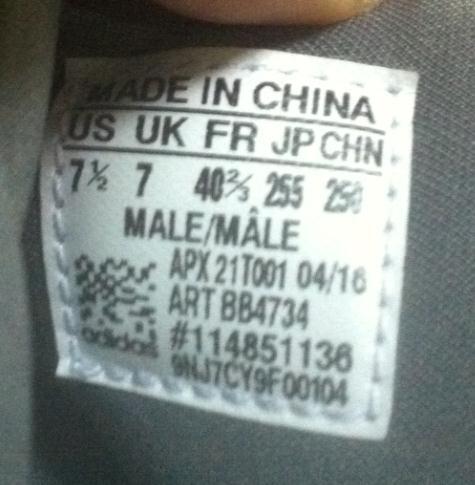 MADE IN CHINA
US UK FR JP CHN
7½ 7 40⅔ 255 250
MALE/MÂLE
APX 21T001 04/16
ART BB4734
#114851136
9NJ7CY9F00104
adidas